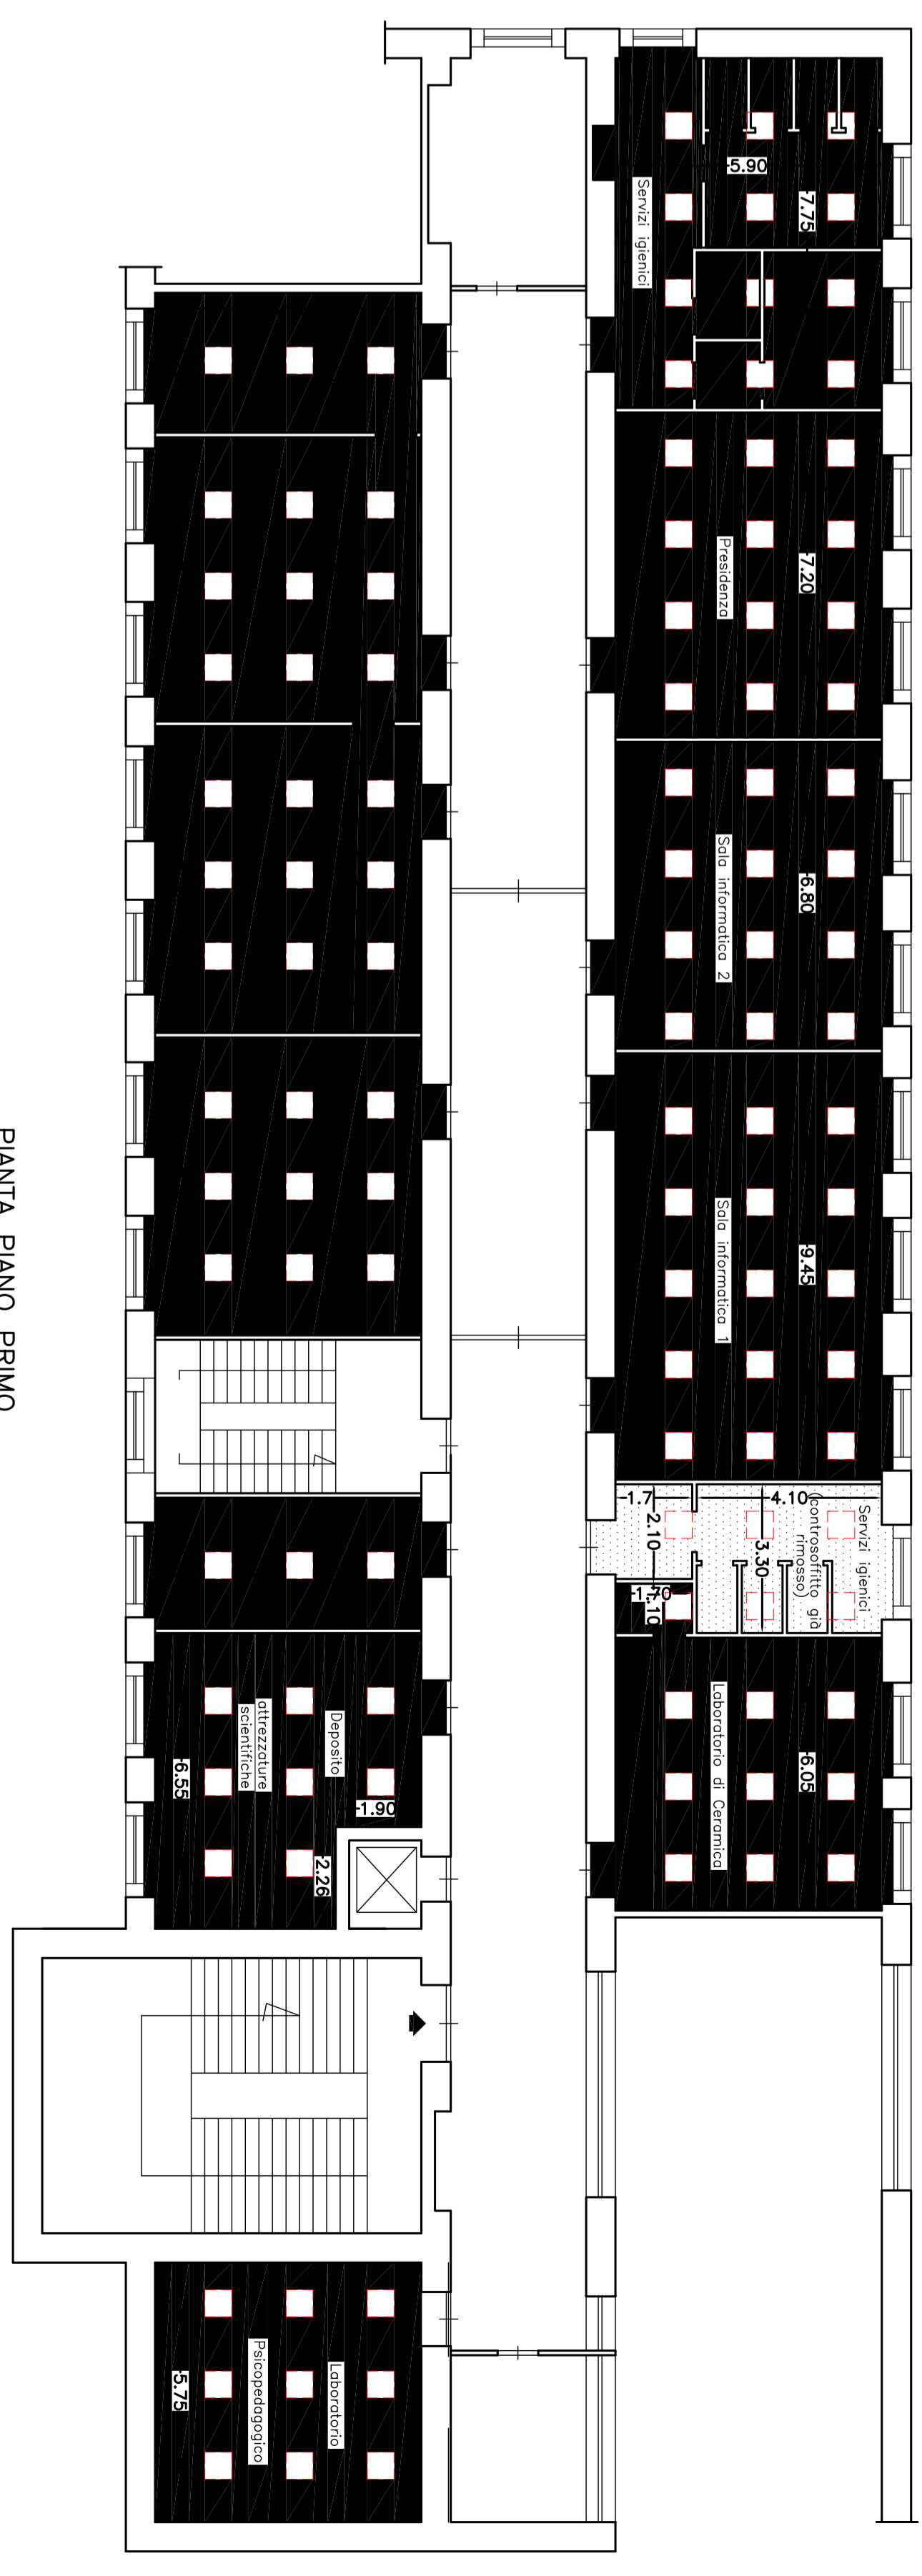 5.90
7.75
Servizi igienici
7.20
Presidenza
6.80
Sala informatica 2
9.45
Sala informatica 1
Servizi igienici
(controsoffitto già
rimosso)
4.10
3.30
1.7
2.10
1.70
1.10
6.05
Laboratorio di Ceramica
Deposito
attrezzature
scientifiche
6.55
1.90
2.26
Laboratorio
Psicopedagogico
5.75
PIANTA PIANO PRIMO